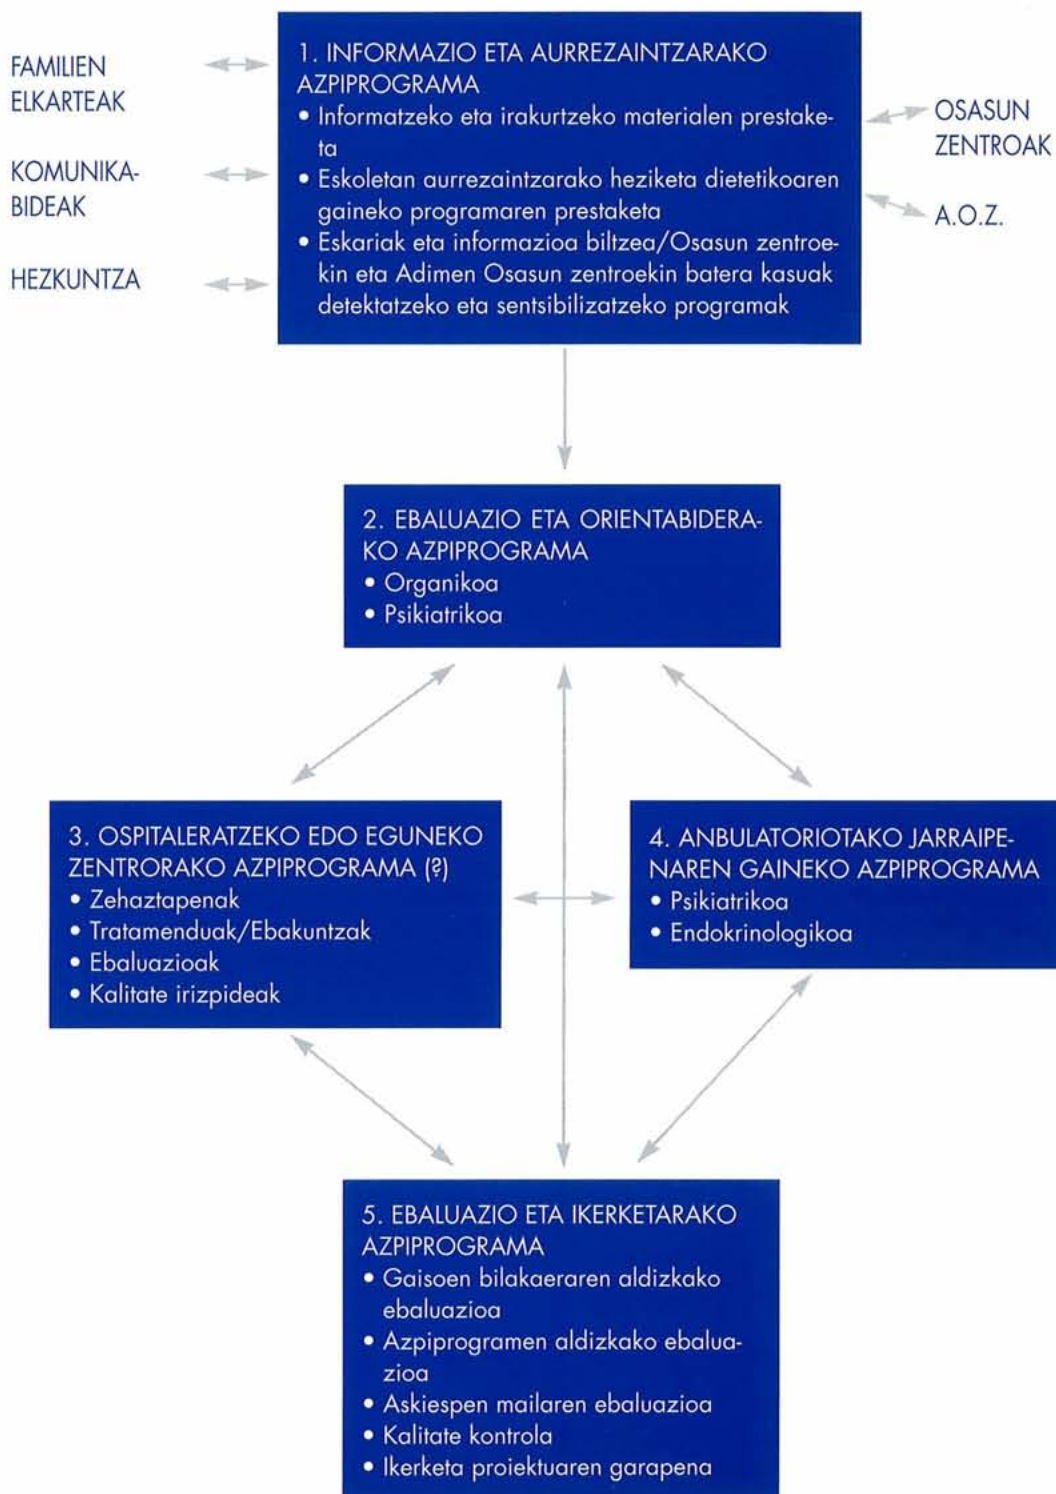 FAMILIEN
ELKARTEAK
KOMUNIKA-
BIDEAK
HEZKUNTZA
1. INFORMAZIO ETA AURREZAINTZARAKO
AZPIPROGRAMA
• Informatzeko eta irakurtzeko materialen prestake-
ta
• Eskoletan aurrezaintzarako heziketa dietetikoaren
gaineko programaren prestaketa
• Eskariak eta informazioa biltzea/Osasun zentroe-
kin eta Adimen Osasun zentroekin batera kasuak
detektatzeko eta sentsibilizatzeko programak
OSASUN
ZENTROAK
A.O.Z.
2. EBALUAZIO ETA ORIENTABIDERA-
KO AZPIPROGRAMA
• Organikoa
• Psikiatrikoa
3. OSPITALERATZEKO EDO EGUNEKO
ZENTRORAKO AZPIPROGRAMA (?)
• Zehaztapenak
• Tratamenduak/Ebakuntzak
• Ebaluazioak
• Kalitate irizpideak
4. ANBULATORIOTAKO JARRAIPE-
NAREN GAINEKO AZPIPROGRAMA
• Psikiatrikoa
• Endokrinologikoa
5. EBALUAZIO ETA IKERKETARAKO
AZPIPROGRAMA
• Gaisoen bilakaeraren aldizkako
ebaluazioa
• Azpiprogramen aldizkako ebalua-
zioa
• Askiespen mailaren ebaluazioa
• Kalitate kontrola
• Ikerketa proiektuaren garapena